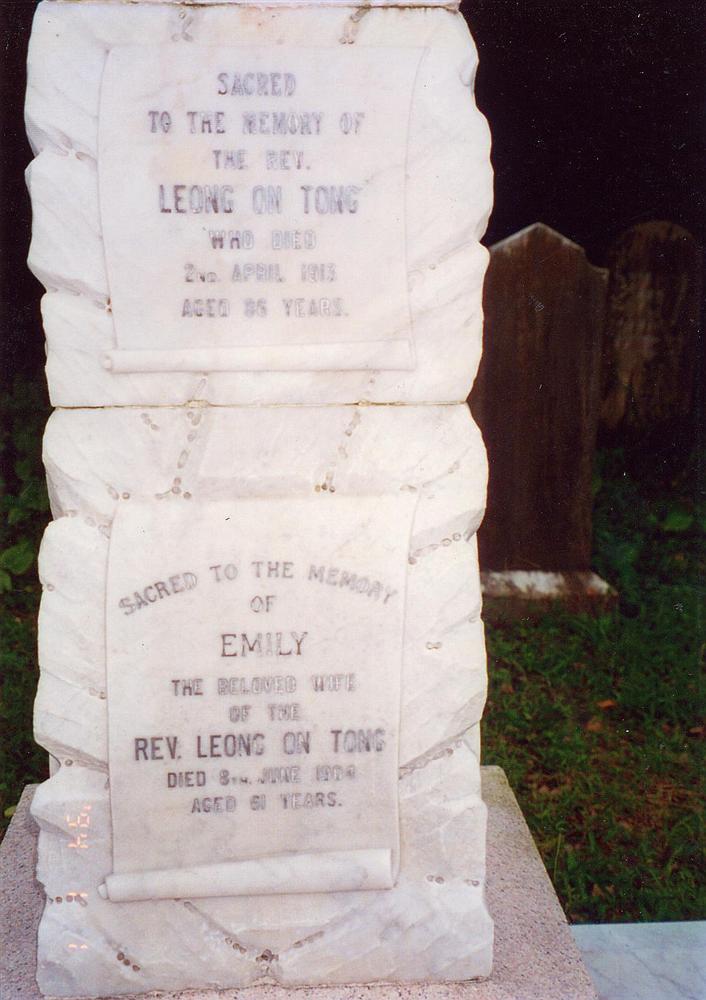 SACRED
TO THE MEMORY OF
THE REV.
LEONG ON TONG
WHO DIED
2ND. APRIL 1913
AGED 86 YEARS.
SACRED TO THE MEMORY
OF
EMILY
THE BELOVED WIFE
OF THE
REV. LEONG ON TONG
DIED 8TH. JUNE 1904
AGED 61 YEARS.